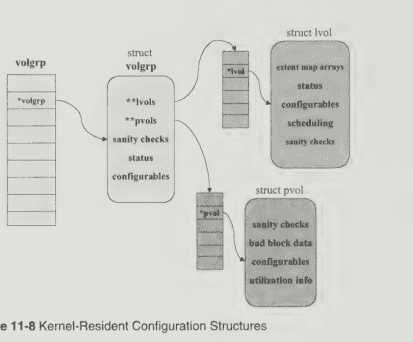 volgrp
*volgrp
struct
volgrp
**lvols
**pvols
sanity checks
status
configurables
*lvol
struct lvol
extent map arrays
status
configurables
scheduling
sanity checks
*pvol
struct pvol
sanity checks
bad block data
configurables
utilization info
e 11-8 Kernel-Resident Configuration Structures